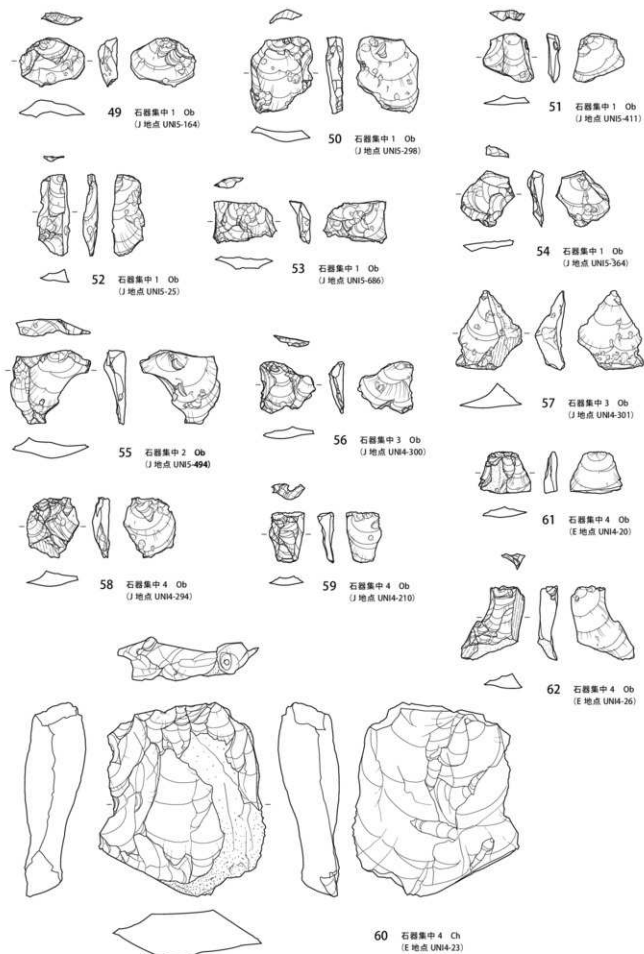 49 石器集中 1 Ob
(J 地点 UNI5-164)
50 石器集中 1 Ob
(J 地点 UNI5-298)
51 石器集中 1 Ob
(J 地点 UNI5-411)
52 石器集中 1 Ob
(J 地点 UNI5-25)
53 石器集中 1 Ob
(J 地点 UNI5-686)
54 石器集中 1 Ob
(J 地点 UNI5-364)
55 石器集中 2 Ob
(J 地点 UNI5-494)
56 石器集中 3 Ob
(J 地点 UNI4-300)
57 石器集中 3 Ob
(J 地点 UNI4-301)
58 石器集中 4 Ob
(J 地点 UNI4-294)
59 石器集中 4 Ob
(J 地点 UNI4-210)
61 石器集中 4 Ob
(E 地点 UNI4-20)
62 石器集中 4 Ob
(E 地点 UNI4-26)
60 石器集中 4 Ch
(E 地点 UNI4-23)